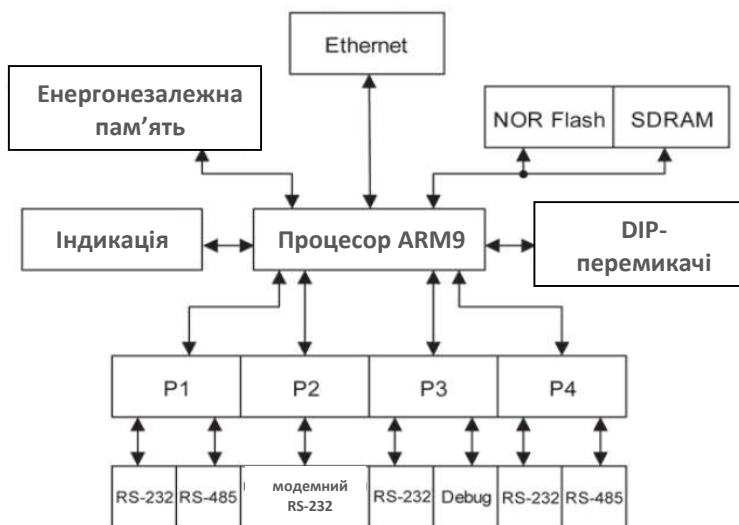 Ethernet
Енергонезалежна
пам’ять
NOR Flash SDRAM
Індикація
Процесор ARM9
DIP-
перемикачі
P1 P2 P3 P4
RS-232 RS-485 модемний RS-232 Debug RS-232 RS-485
RS-232